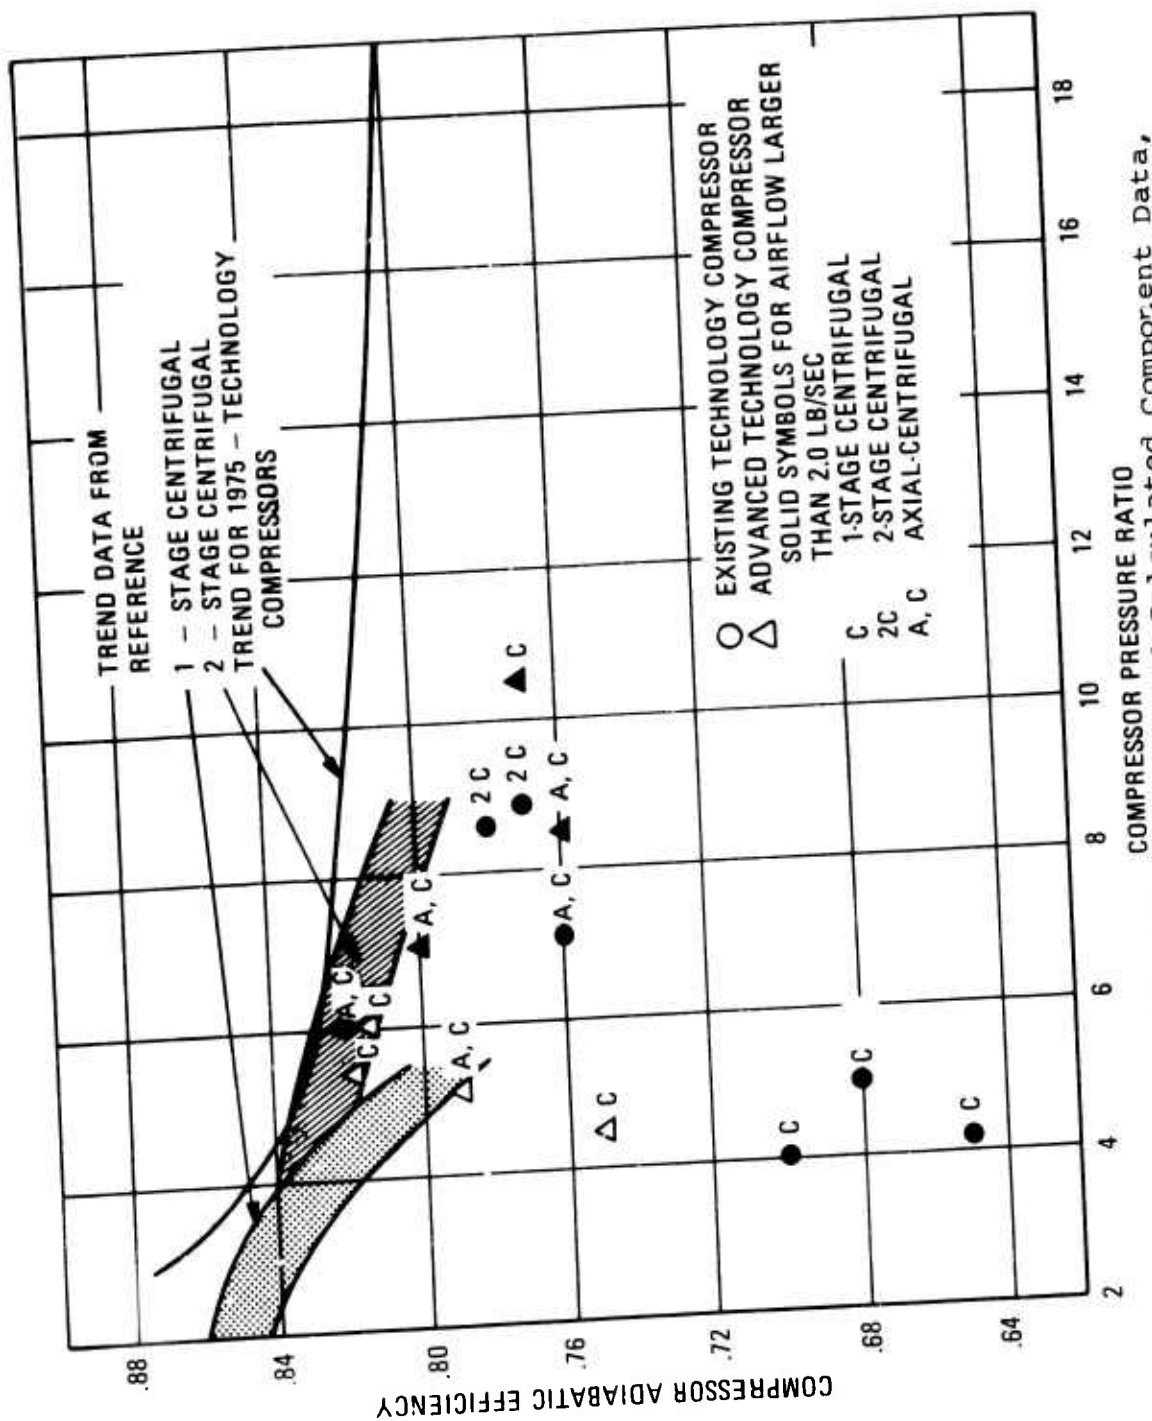 COMPRESSOR ADIABATIC EFFICIENCY
.88
.84
.80
.76
.72
.68
.64
2
4
6
8
10
12
14
16
18
COMPRESSOR PRESSURE RATIO
TREND DATA FROM
REFERENCE
1 – STAGE CENTRIFUGAL
2 – STAGE CENTRIFUGAL
TREND FOR 1975 – TECHNOLOGY
COMPRESSORS
A, C
C
C
A, C
A, C
C
2 C
2 C
A, C
A, C
C
C
C
C
EXISTING TECHNOLOGY COMPRESSOR
ADVANCED TECHNOLOGY COMPRESSOR
SOLID SYMBOLS FOR AIRFLOW LARGER
THAN 2.0 LB/SEC
C 1-STAGE CENTRIFUGAL
2C 2-STAGE CENTRIFUGAL
A, C AXIAL-CENTRIFUGAL
Component Data,